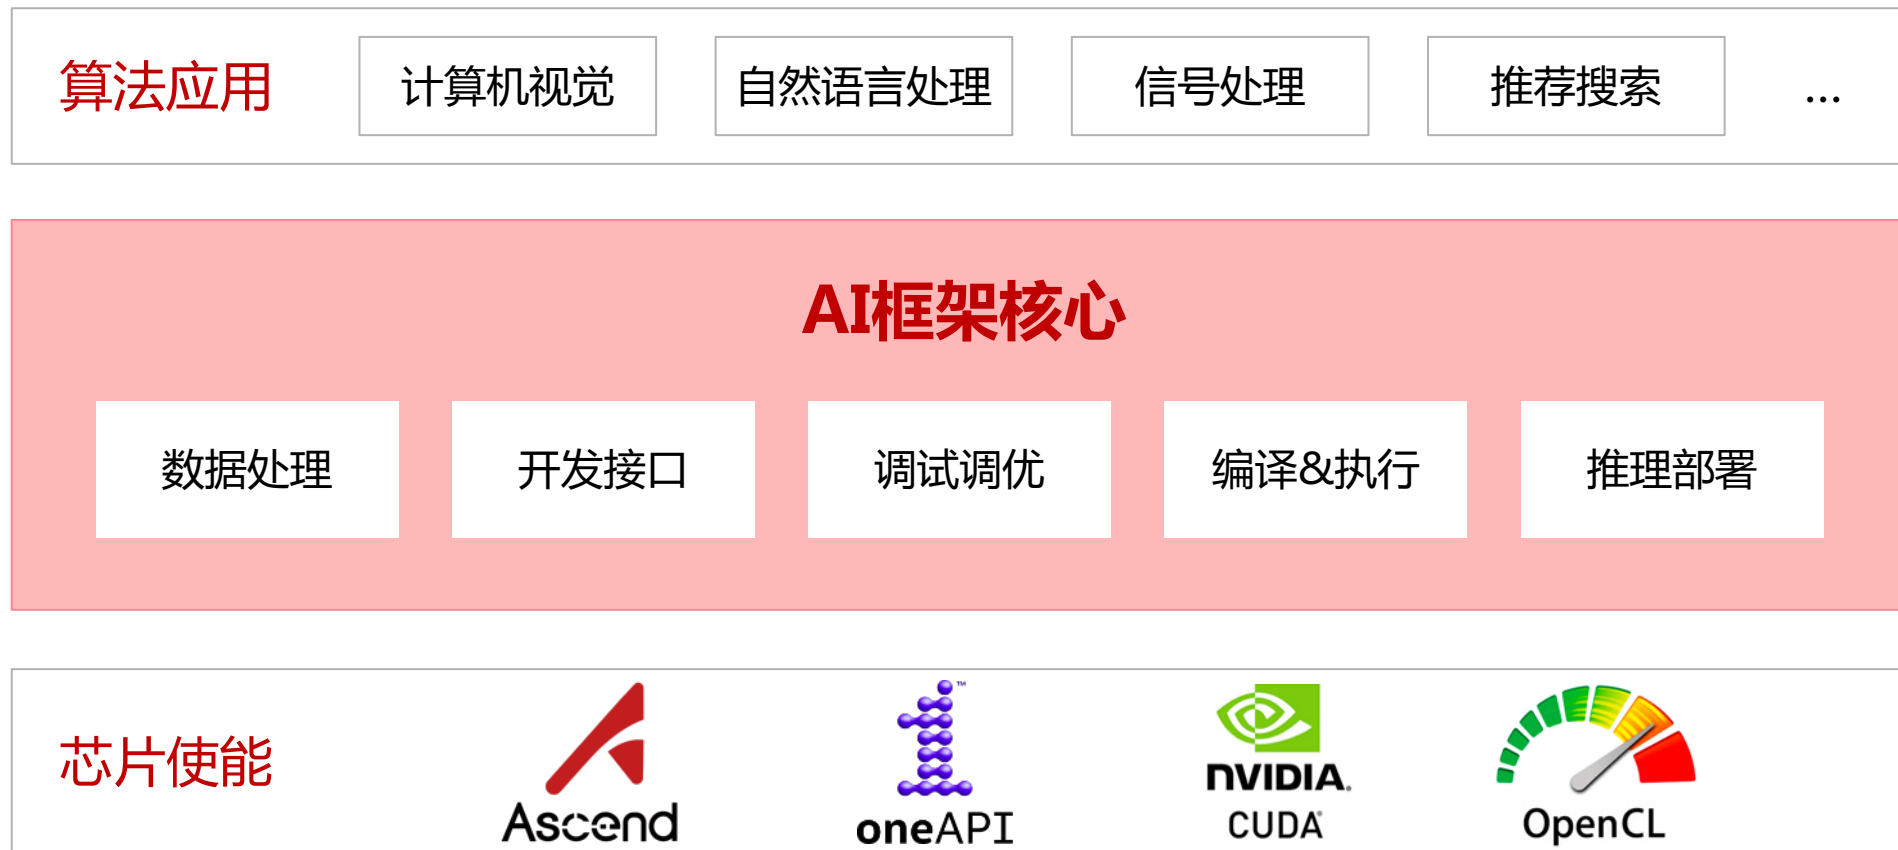 算法应用 计算机视觉 自然语言处理 信号处理 推荐搜索 ...
AI框架核心
数据处理 开发接口 调试调优 编译&执行 推理部署
芯片使能
Ascend
oneAPI
™
NVIDIA.
CUDA®
OpenCL